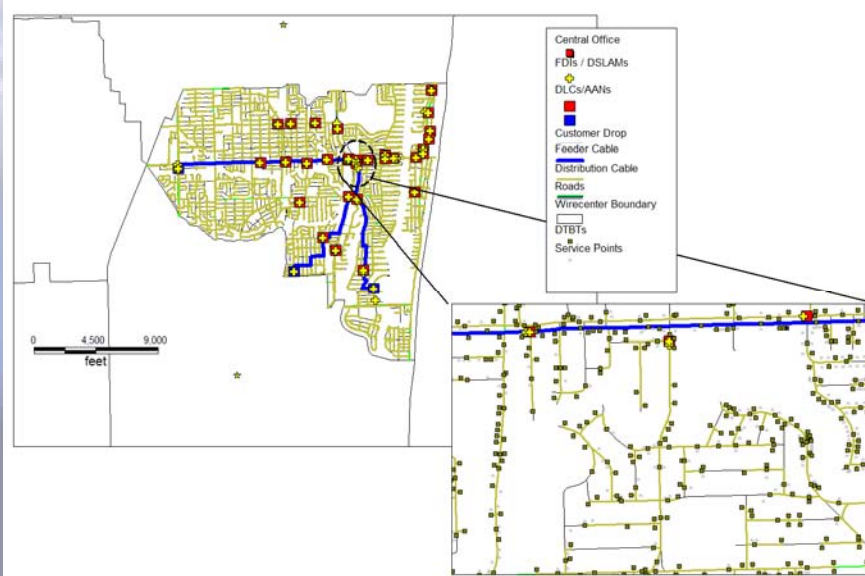 Central Office
FDIs / DSLAMs
DLCs/AANs
Customer Drop
Feeder Cable
Distribution Cable
Roads
Wirecenter Boundary
DTBTs
Service Points
0 4,500 9,000
feet